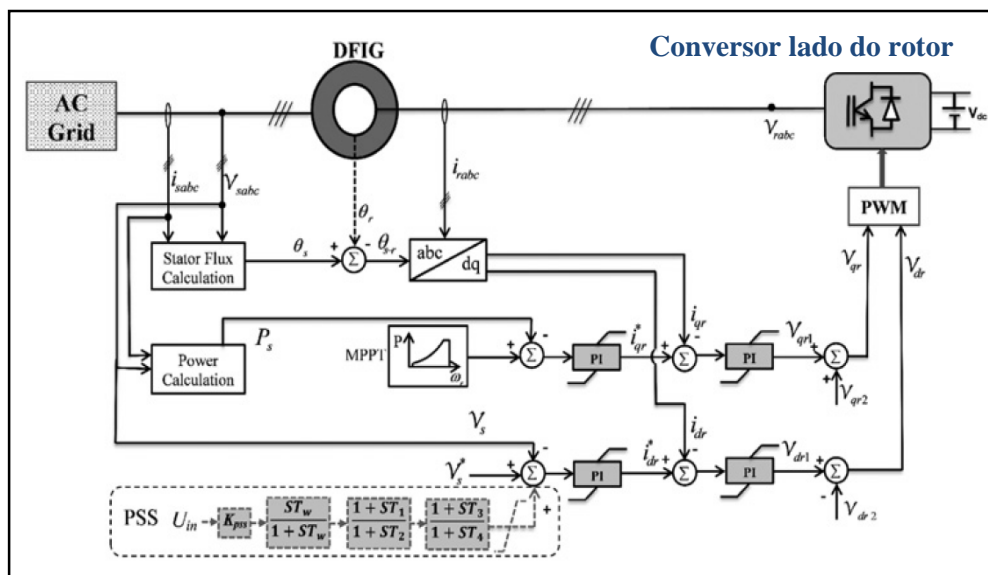 Conversor lado do rotor
DFIG
AC
Grid
V_dc
V_rabc
i_sabc
V_sabc
i_rabc
θ_r
PWM
V_qr
V_dr
Stator Flux
Calculation
θ_s
+
-
Σ
θ_s-r
abc
dq
i_qr
P_s
Power
Calculation
MPPT
P
ω_r
+
-
Σ
PI
i*_qr
+
-
Σ
PI
V_qr1
+
Σ
+
V_qr2
i_dr
V_s
V*_s
+
-
Σ
+
PI
i*_dr
+
-
Σ
PI
V_dr1
+
Σ
-
V_dr2
PSS
U_in
K_pss
ST_w
1 + ST_w
1 + ST_1
1 + ST_2
1 + ST_3
1 + ST_4